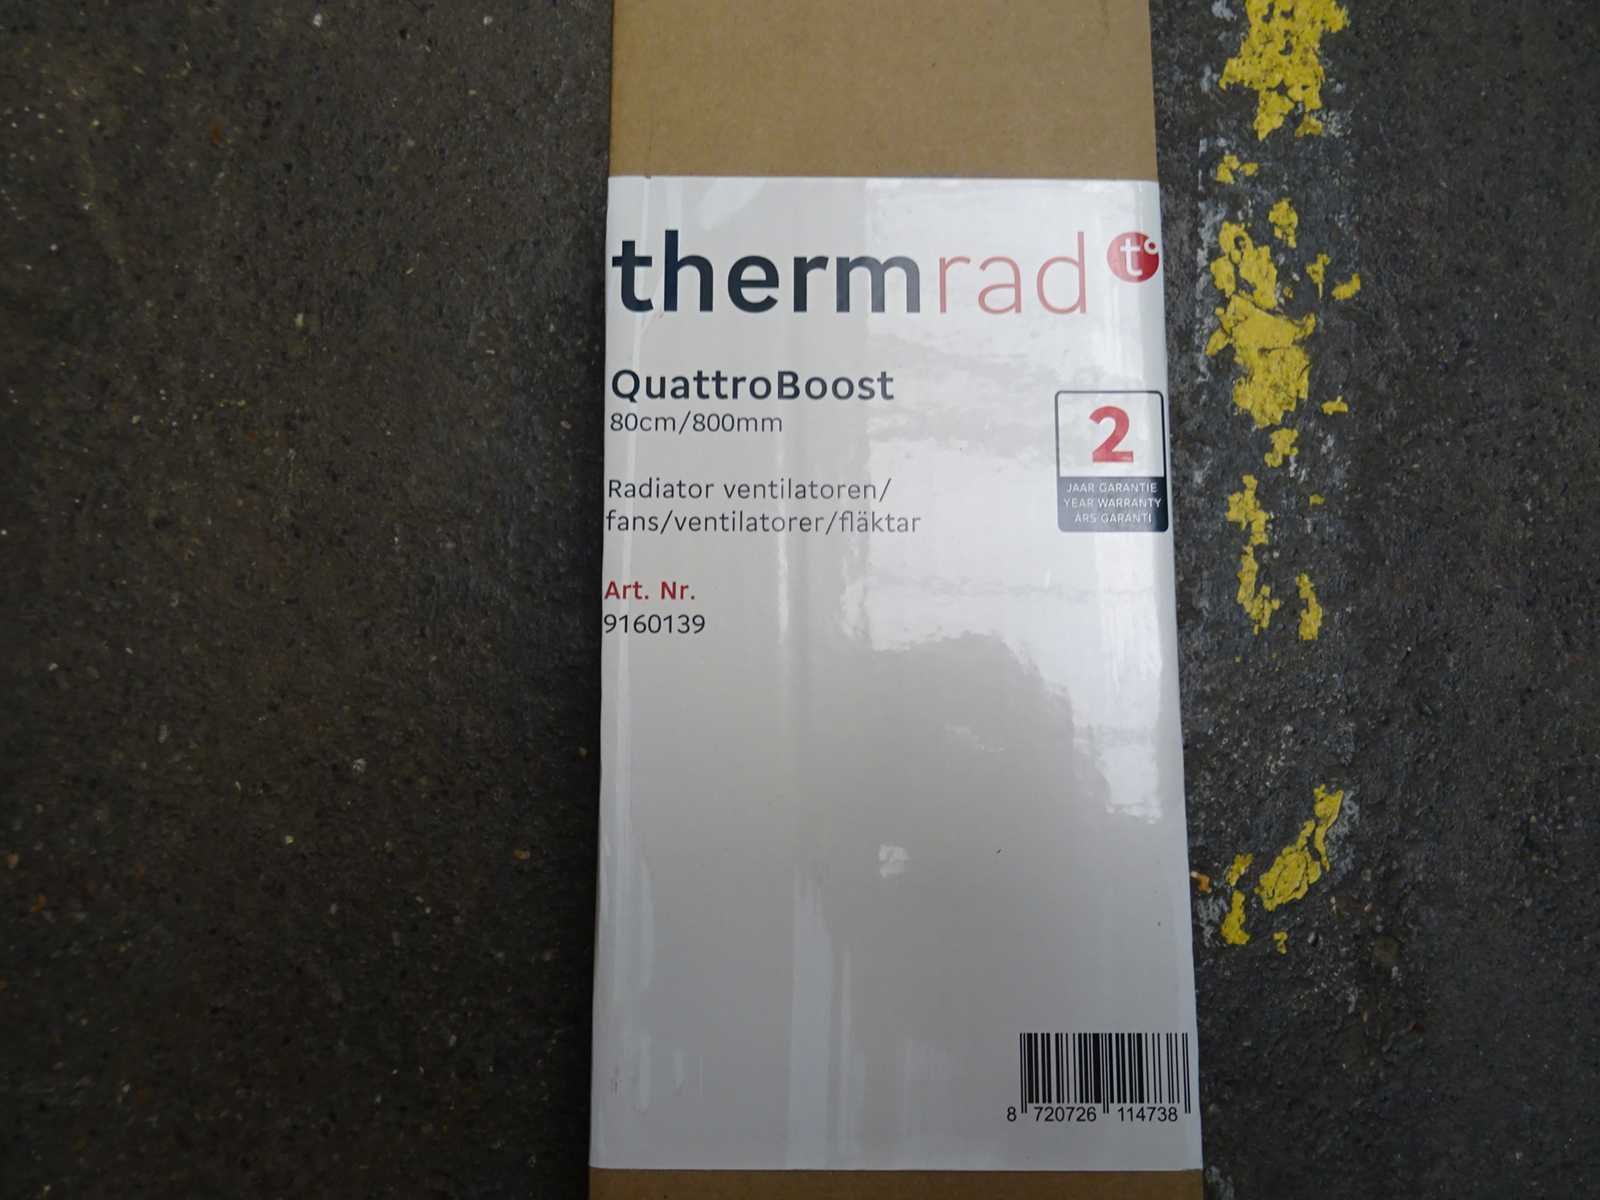 thermrad t°
QuattroBoost
80cm/800mm
2
JAAR GARANTIE
YEAR WARRANTY
ÅRS GARANTI
Radiator ventilatoren/
fans/ventilatorer/fläktar
Art. Nr.
9160139
8 720726 114738